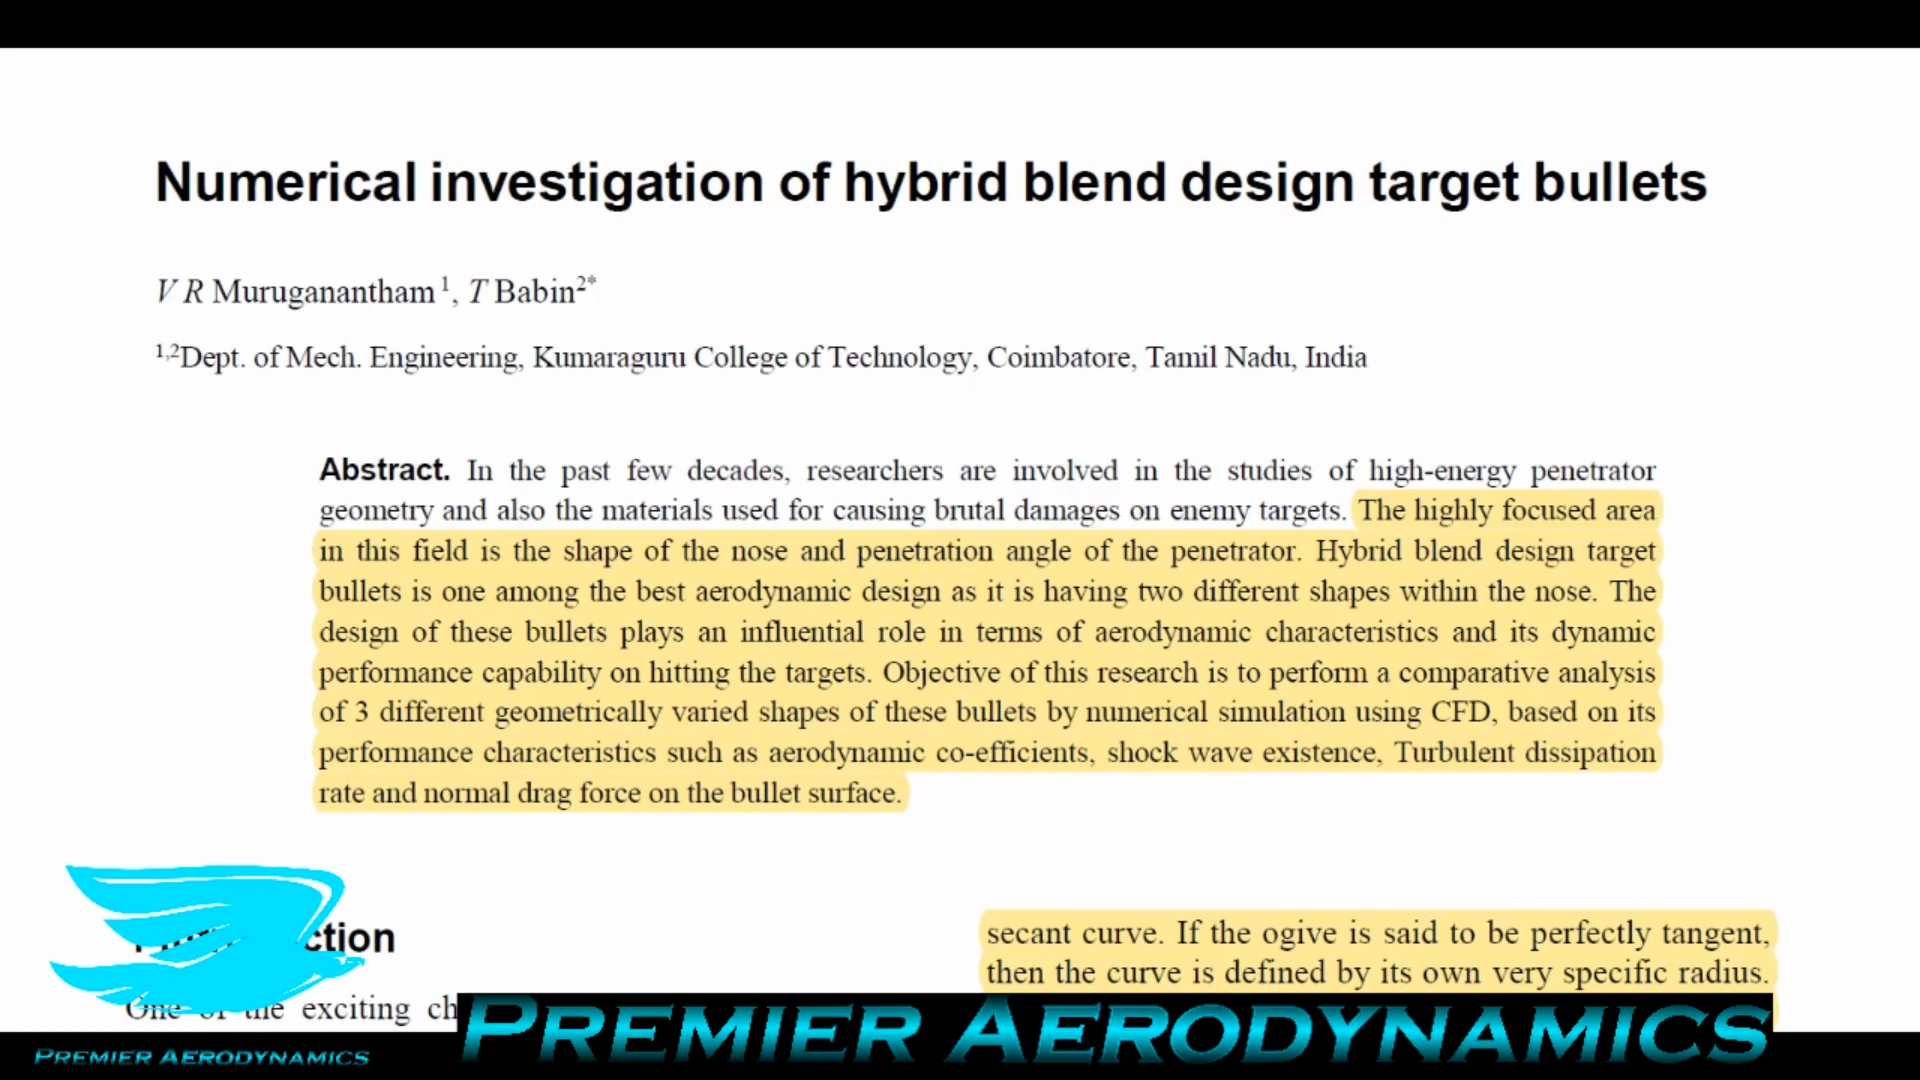 Numerical investigation of hybrid blend design target bullets
V R Muruganantham 1, T Babin2*
1,2Dept. of Mech. Engineering, Kumaraguru College of Technology, Coimbatore, Tamil Nadu, India
Abstract. In the past few decades, researchers are involved in the studies of high-energy penetrator
geometry and also the materials used for causing brutal damages on enemy targets. The highly focused area
in this field is the shape of the nose and penetration angle of the penetrator. Hybrid blend design target
bullets is one among the best aerodynamic design as it is having two different shapes within the nose. The
design of these bullets plays an influential role in terms of aerodynamic characteristics and its dynamic
performance capability on hitting the targets. Objective of this research is to perform a comparative analysis
of 3 different geometrically varied shapes of these bullets by numerical simulation using CFD, based on its
performance characteristics such as aerodynamic co-efficients, shock wave existence, Turbulent dissipation
rate and normal drag force on the bullet surface.
ction
One of the exciting ch
secant curve. If the ogive is said to be perfectly tangent,
then the curve is defined by its own very specific radius.
PREMIER AERODYNAMICS
PREMIER AERODYNAMICS